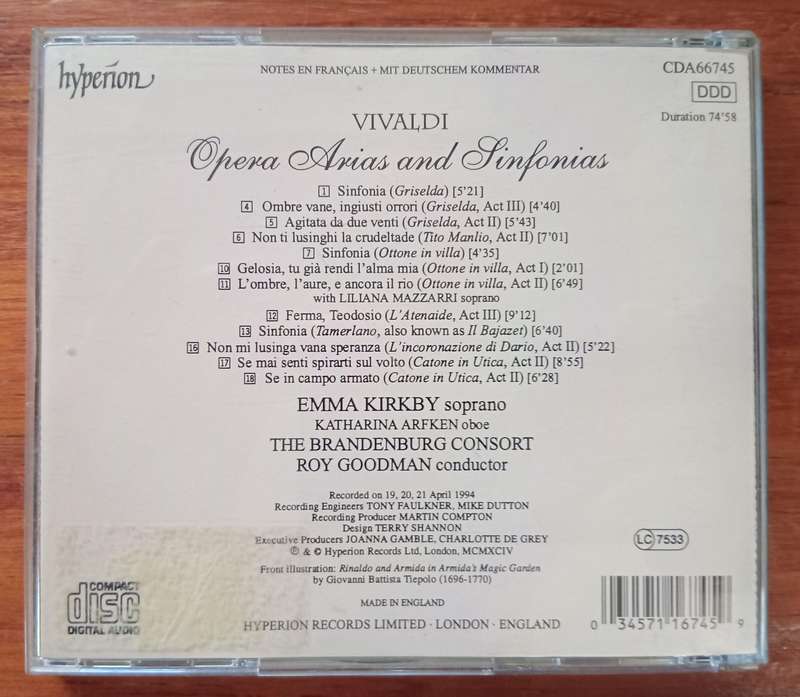 hyperion
NOTES EN FRANÇAIS + MIT DEUTSCHEM KOMMENTAR
CDA66745
DDD
Duration 74'58
VIVALDI
Opera Arias and Sinfonias
1 Sinfonia (Griselda) [5'21]
4 Ombre vane, ingiusti orrori (Griselda, Act III) [4'40]
5 Agitata da due venti (Griselda, Act II) [5'43]
6 Non ti lusinghi la crudeltade (Tito Manlio, Act II) [7'01]
7 Sinfonia (Ottone in villa) [4'35]
10 Gelosia, tu già rendi l'alma mia (Ottone in villa, Act I) [2'01]
11 L'ombre, l'aure, e ancora il rio (Ottone in villa, Act II) [6'49]
with LILIANA MAZZARRI soprano
12 Ferma, Teodosio (L'Atenaide, Act III) [9'12]
13 Sinfonia (Tamerlano, also known as Il Bajazet) [6'40]
16 Non mi lusinga vana speranza (L'incoronazione di Dario, Act II) [5'22]
17 Se mai senti spirarti sul volto (Catone in Utica, Act II) [8'55]
18 Se in campo armato (Catone in Utica, Act II) [6'28]
EMMA KIRKBY soprano
KATHARINA ARFKEN oboe
THE BRANDENBURG CONSORT
ROY GOODMAN conductor
Recorded on 19, 20, 21 April 1994
Recording Engineers TONY FAULKNER, MIKE DUTTON
Recording Producer MARTIN COMPTON
Design TERRY SHANNON
Executive Producers JOANNA GAMBLE, CHARLOTTE DE GREY
℗ & © Hyperion Records Ltd, London, MCMXCIV
LC 7533
Front illustration: Rinaldo and Armida in Armida's Magic Garden
by Giovanni Battista Tiepolo (1696-1770)
COMPACT
disc
DIGITAL AUDIO
MADE IN ENGLAND
HYPERION RECORDS LIMITED · LONDON · ENGLAND
0 34571 16745 9